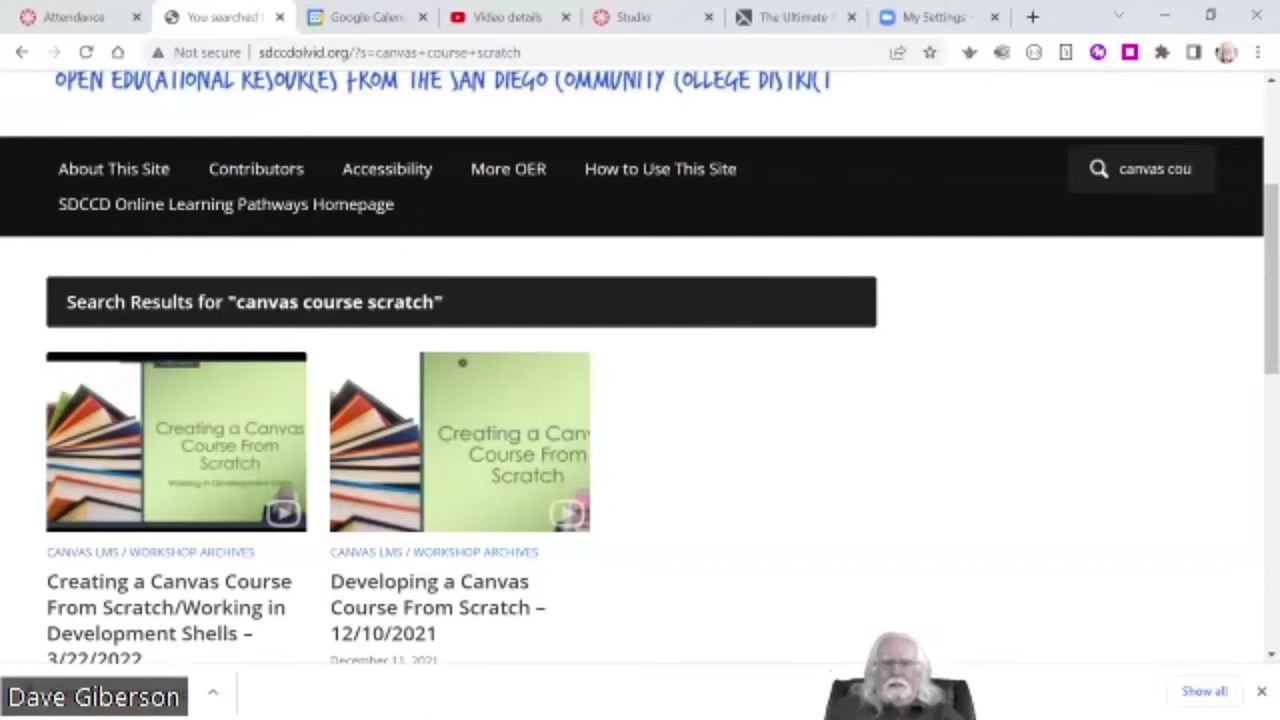 Attendance
You searched
Google Calen
Video details
Studio
The Ultimate
My Settings -
Not secure
sdccdolvid.org/?s=canvas+course+scratch
OPEN EDUCATIONAL RESOURCES FROM THE SAN DIEGO COMMUNITY COLLEGE DISTRICT
About This Site
Contributors
Accessibility
More OER
How to Use This Site
canvas cou
SDCCD Online Learning Pathways Homepage
Search Results for "canvas course scratch"
Creating a Canvas
Course From
Scratch
Working in Development
Creating a Can
Course From
Scratch
CANVAS LMS / WORKSHOP ARCHIVES
CANVAS LMS / WORKSHOP ARCHIVES
Creating a Canvas Course
From Scratch/Working in
Development Shells –
3/22/2022
Developing a Canvas
Course From Scratch –
12/10/2021
December 11, 2021
Dave Giberson
Show all